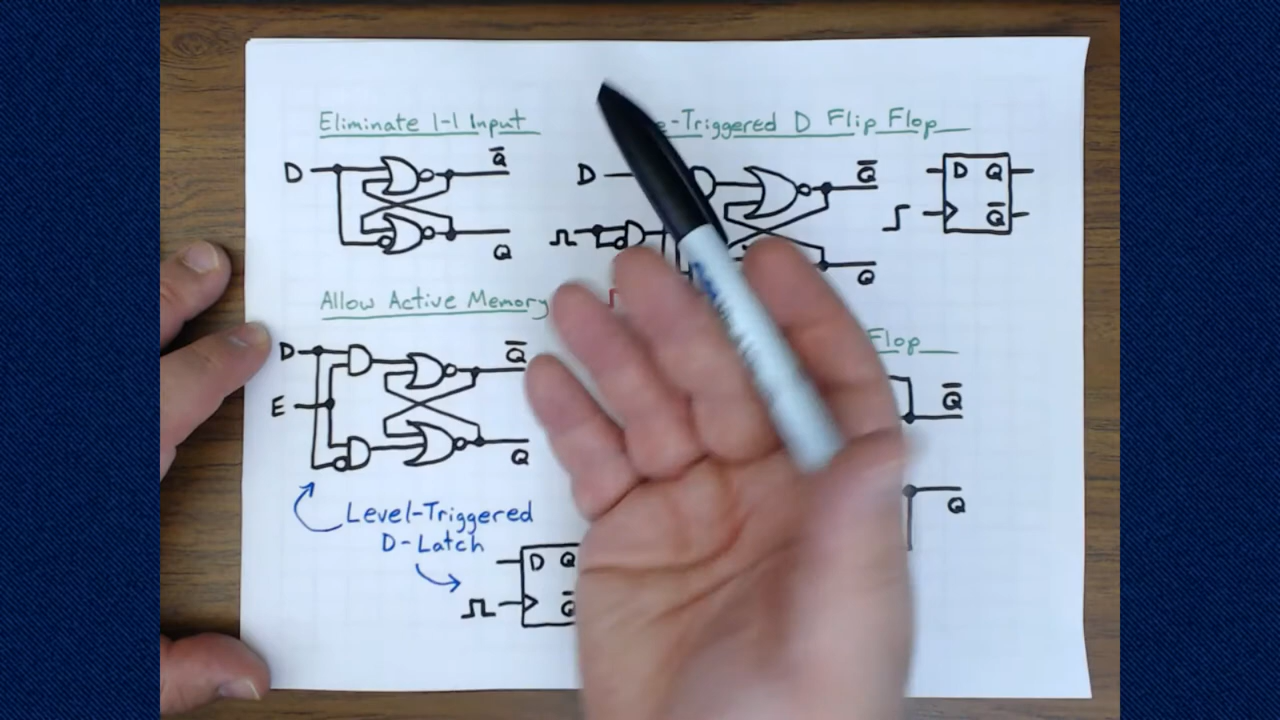 Eliminate 1-1 Input
D
Q̅
Q
Allow Active Memory
D
E
Q̅
Q
Level-Triggered
D-Latch
D Q
Q̅
-Triggered D Flip Flop
D
Q̅
Q
D Q
Q̅
Flop
Q̅
Q